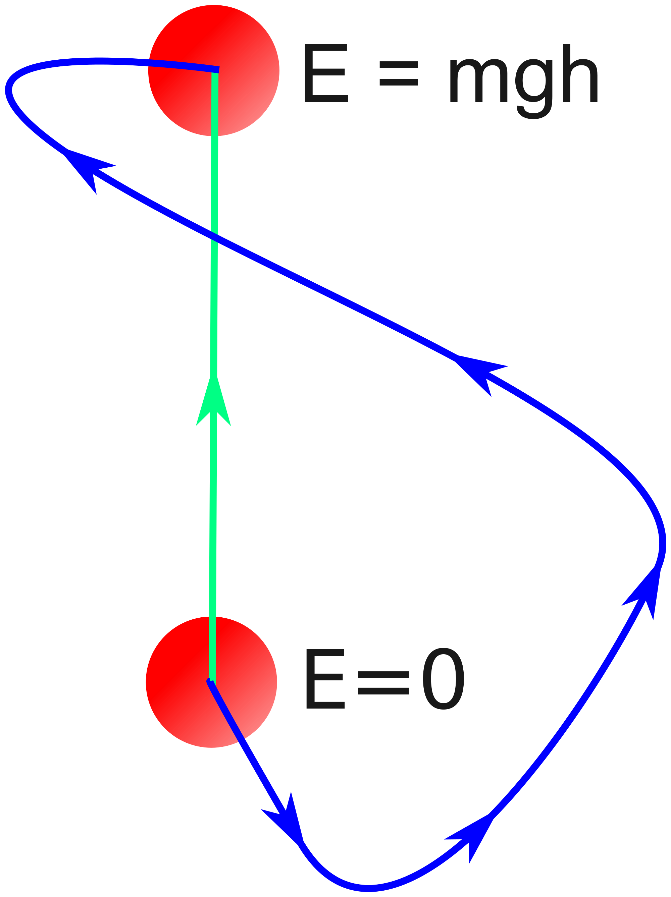 E = mgh
E=0